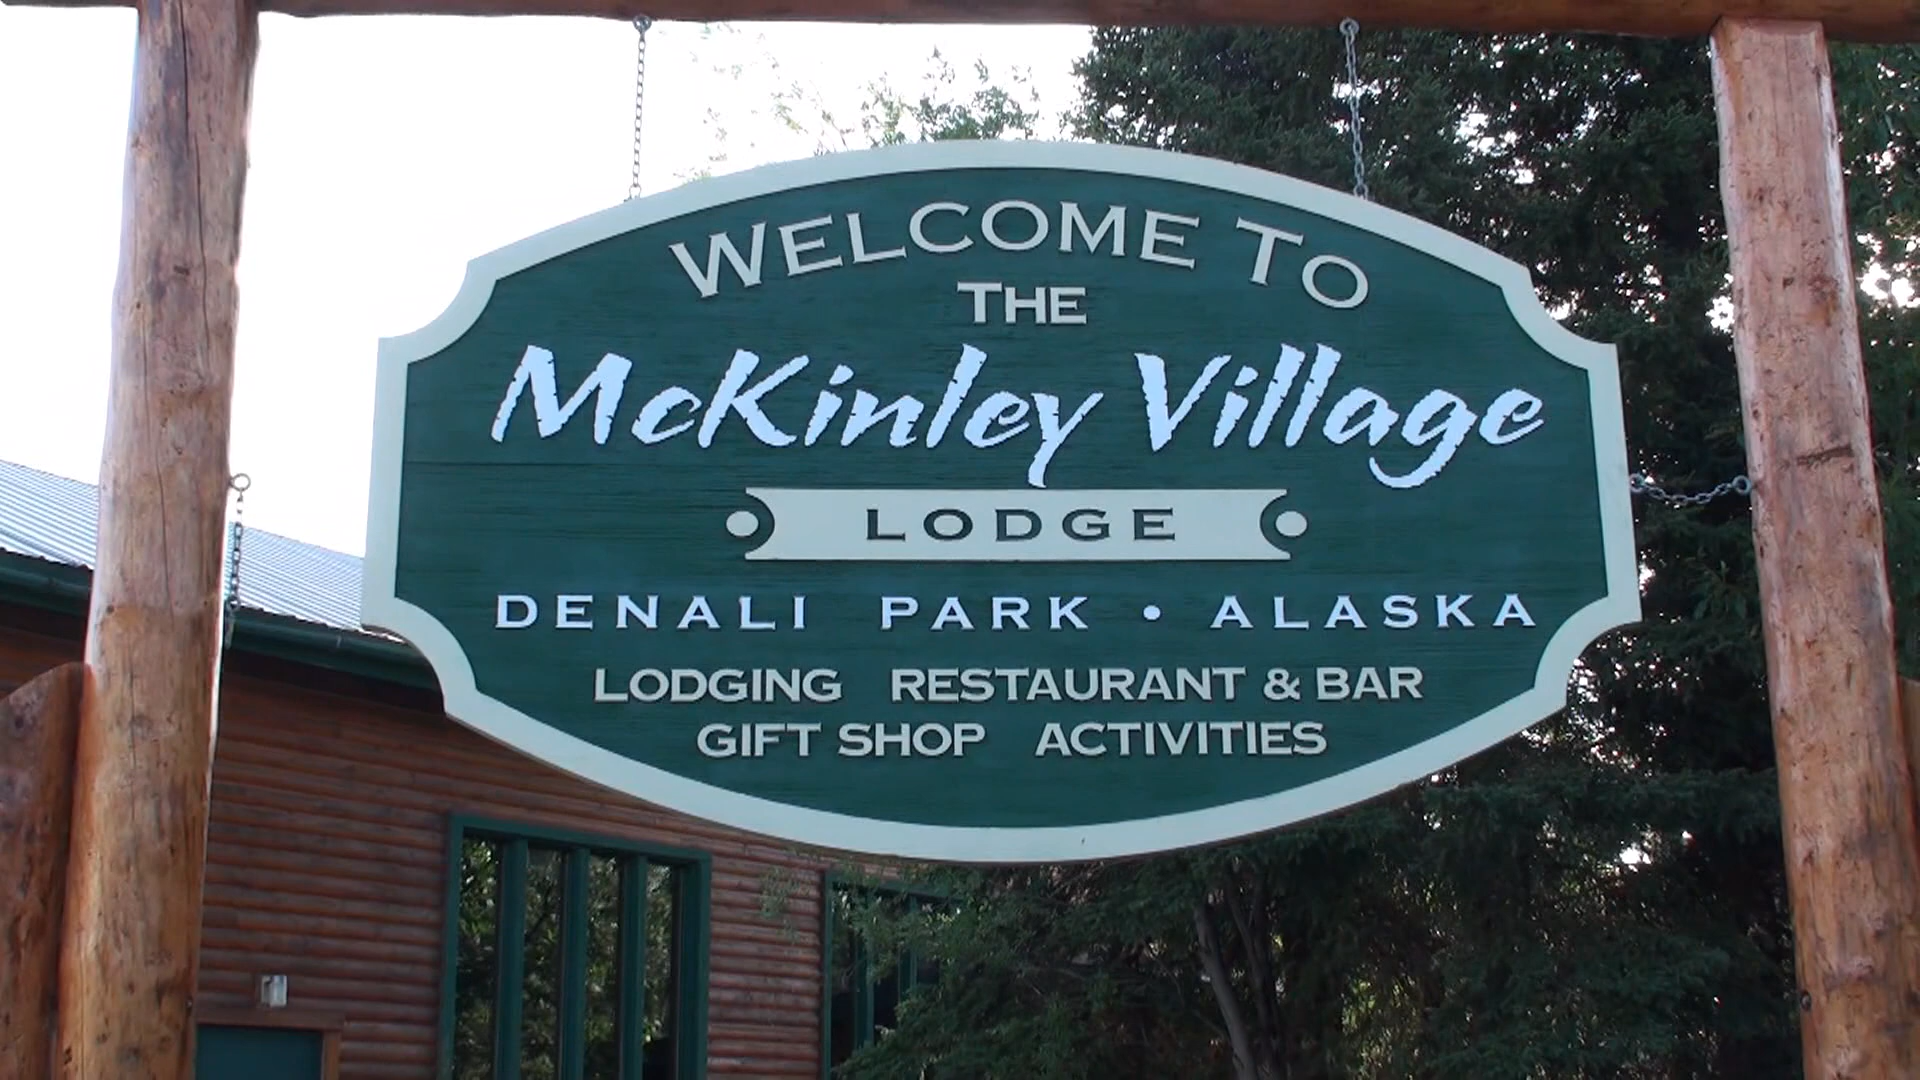 WELCOME TO
THE
McKinley Village
LODGE
DENALI PARK • ALASKA
LODGING RESTAURANT & BAR
GIFT SHOP ACTIVITIES